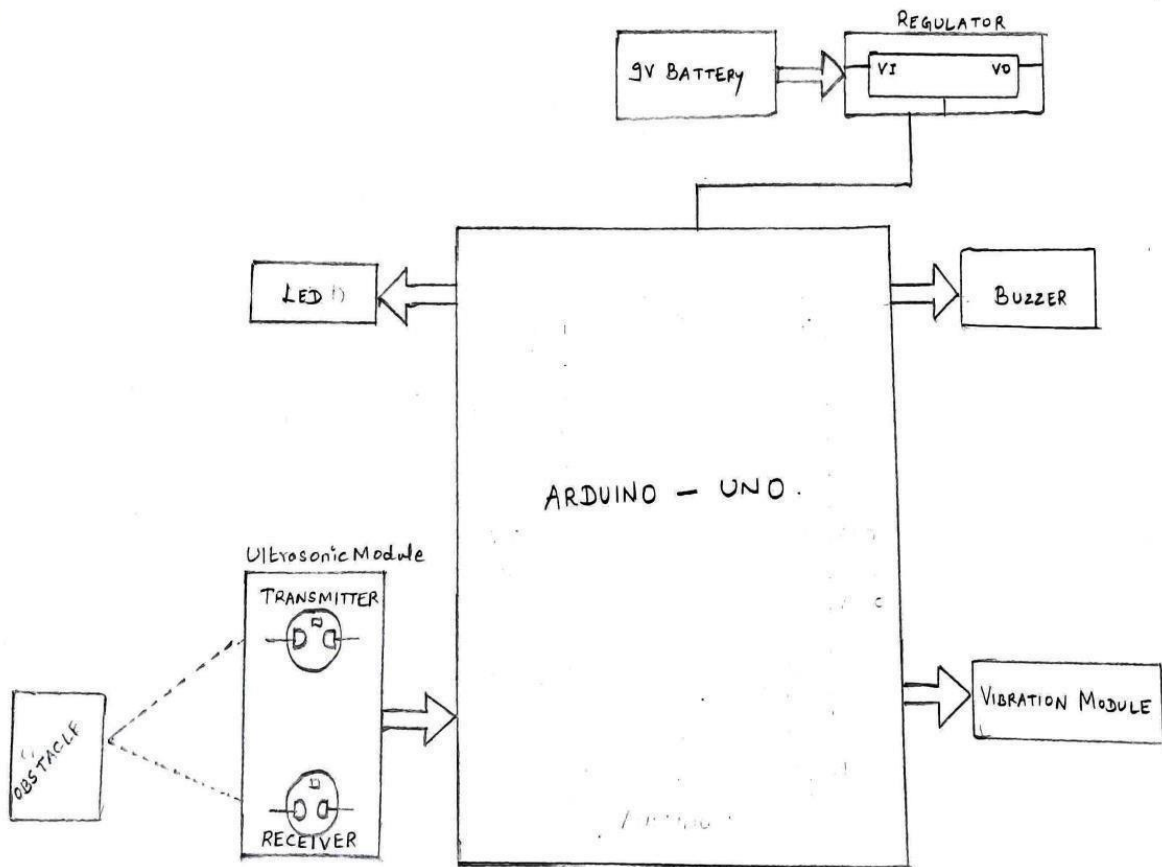 REGULATOR
9V BATTERY
VI VO
LED
BUZZER
ARDUINO - UNO.
Ultrasonic Module
TRANSMITTER
VIBRATION MODULE
OBSTACLE
RECEIVER